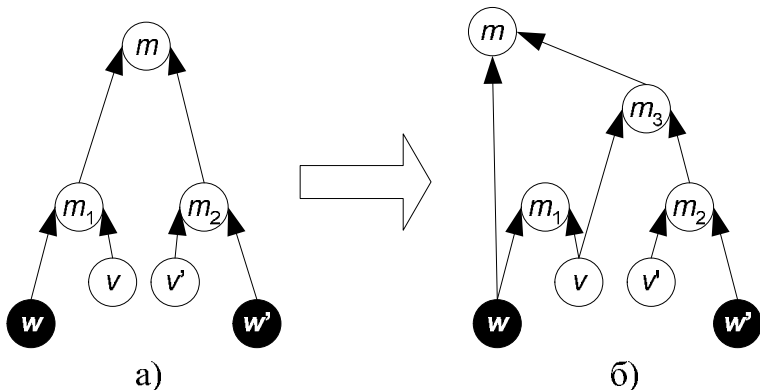 m m
m₃
m₁ m₂ m₁ m₂
v v' v v'
w w' w w'
а) б)